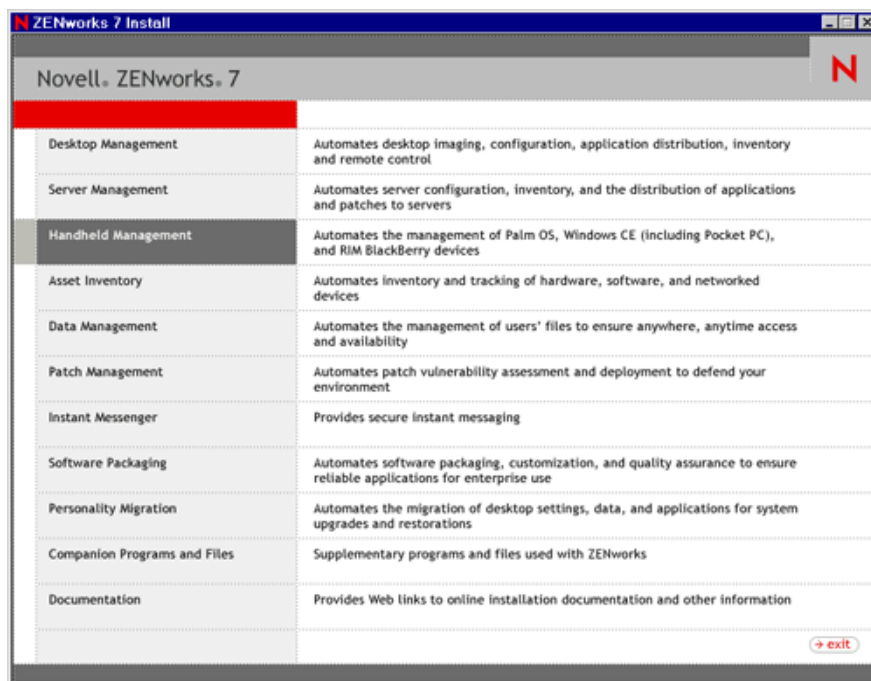 ZENworks 7 Install
Novell® ZENworks® 7
Desktop Management
Automates desktop imaging, configuration, application distribution, inventory
and remote control
Server Management
Automates server configuration, inventory, and the distribution of applications
and patches to servers
Handheld Management
Automates the management of Palm OS, Windows CE (including Pocket PC),
and RIM BlackBerry devices
Asset Inventory
Automates inventory and tracking of hardware, software, and networked
devices
Data Management
Automates the management of users’ files to ensure anywhere, anytime access
and availability
Patch Management
Automates patch vulnerability assessment and deployment to defend your
environment
Instant Messenger
Provides secure instant messaging
Software Packaging
Automates software packaging, customization, and quality assurance to ensure
reliable applications for enterprise use
Personality Migration
Automates the migration of desktop settings, data, and applications for system
upgrades and restorations
Companion Programs and Files
Supplementary programs and files used with ZENworks
Documentation
Provides Web links to online installation documentation and other information
exit